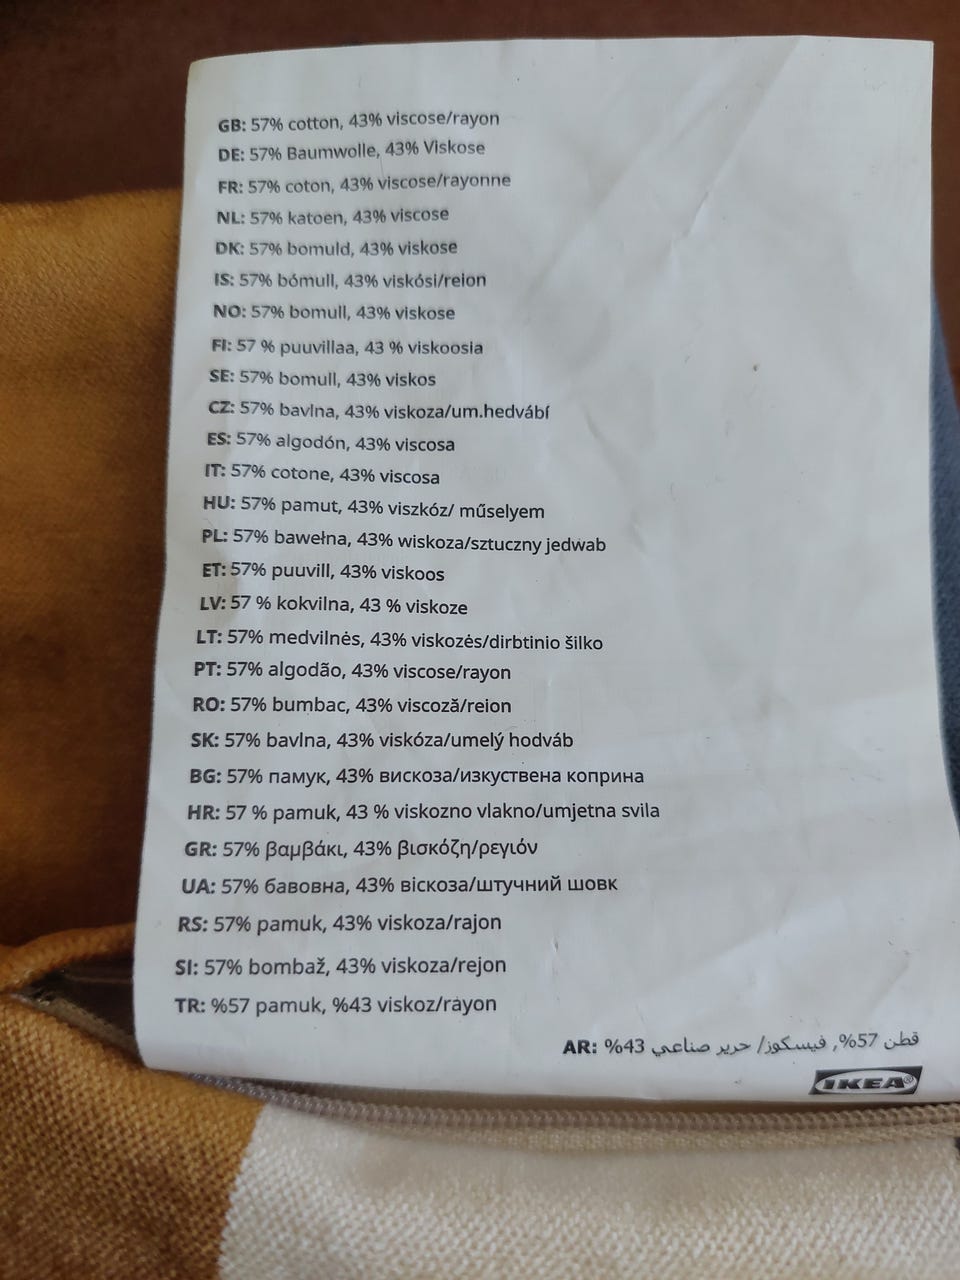 GB: 57% cotton, 43% viscose/rayon
DE: 57% Baumwolle, 43% Viskose
FR: 57% coton, 43% viscose/rayonne
NL: 57% katoen, 43% viscose
DK: 57% bomuld, 43% viskose
IS: 57% bómull, 43% viskósi/reion
NO: 57% bomull, 43% viskose
FI: 57 % puuvillaa, 43 % viskoosia
SE: 57% bomull, 43% viskos
CZ: 57% bavlna, 43% viskoza/um.hedvábí
ES: 57% algodón, 43% viscosa
IT: 57% cotone, 43% viscosa
HU: 57% pamut, 43% viszkóz/ műselyem
PL: 57% bawełna, 43% wiskoza/sztuczny jedwab
ET: 57% puuvill, 43% viskoos
LV: 57 % kokvilna, 43 % viskoze
LT: 57% medvilnės, 43% viskozės/dirbtinio šilko
PT: 57% algodão, 43% viscose/rayon
RO: 57% bumbac, 43% viscoză/reion
SK: 57% bavlna, 43% viskóza/umelý hodváb
BG: 57% памук, 43% вискоза/изкуствена коприна
HR: 57 % pamuk, 43 % viskozno vlakno/umjetna svila
GR: 57% βαμβάκι, 43% βισκόζη/ρεγιόν
UA: 57% бавовна, 43% віскоза/штучний шовк
RS: 57% pamuk, 43% viskoza/rajon
SI: 57% bombaž, 43% viskoza/rejon
TR: %57 pamuk, %43 viskoz/rayon
AR: قطن 57%, فيسكوز/ حرير صناعي 43%
IKEA®